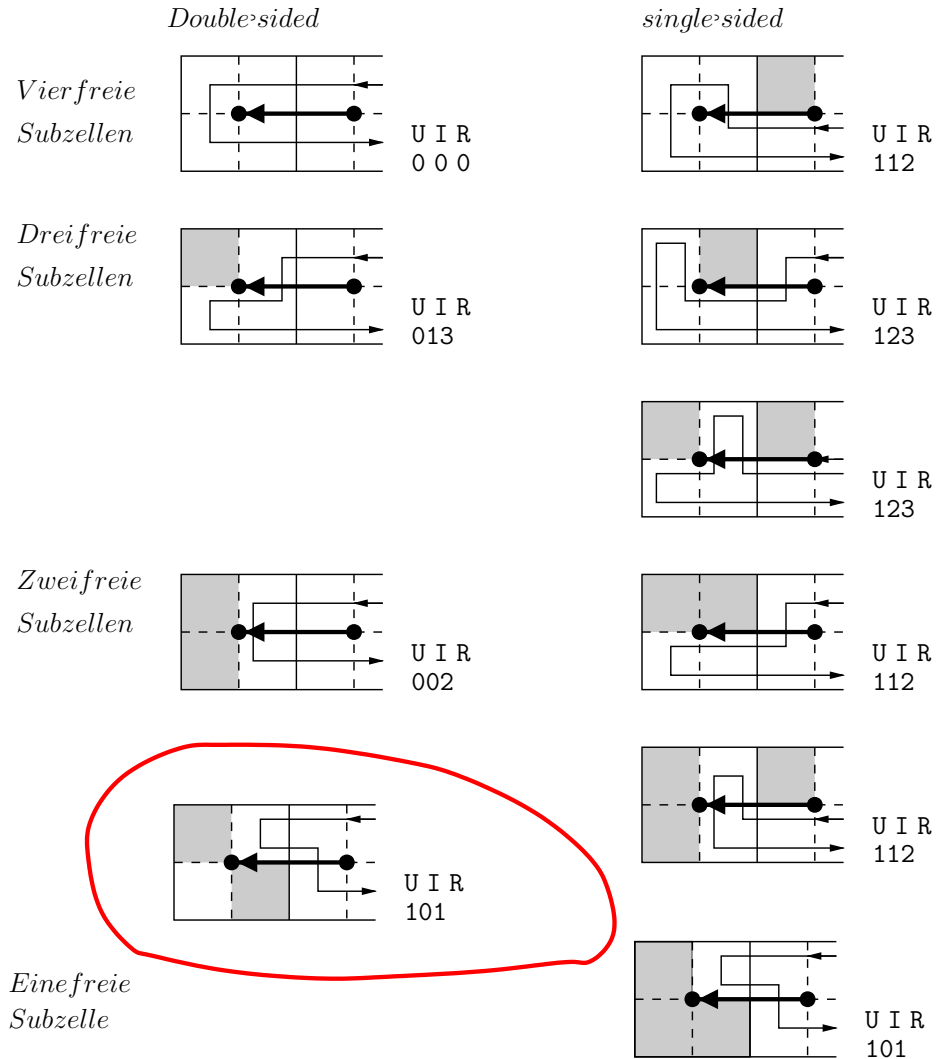 Double,sided single,sided
Vierfreie
Subzellen
U I R
0 0 0
U I R
112
Dreifreie
Subzellen
U I R
013
U I R
123
U I R
123
Zweifreie
Subzellen
U I R
002
U I R
112
U I R
112
U I R
101
Einefreie
Subzelle
U I R
101